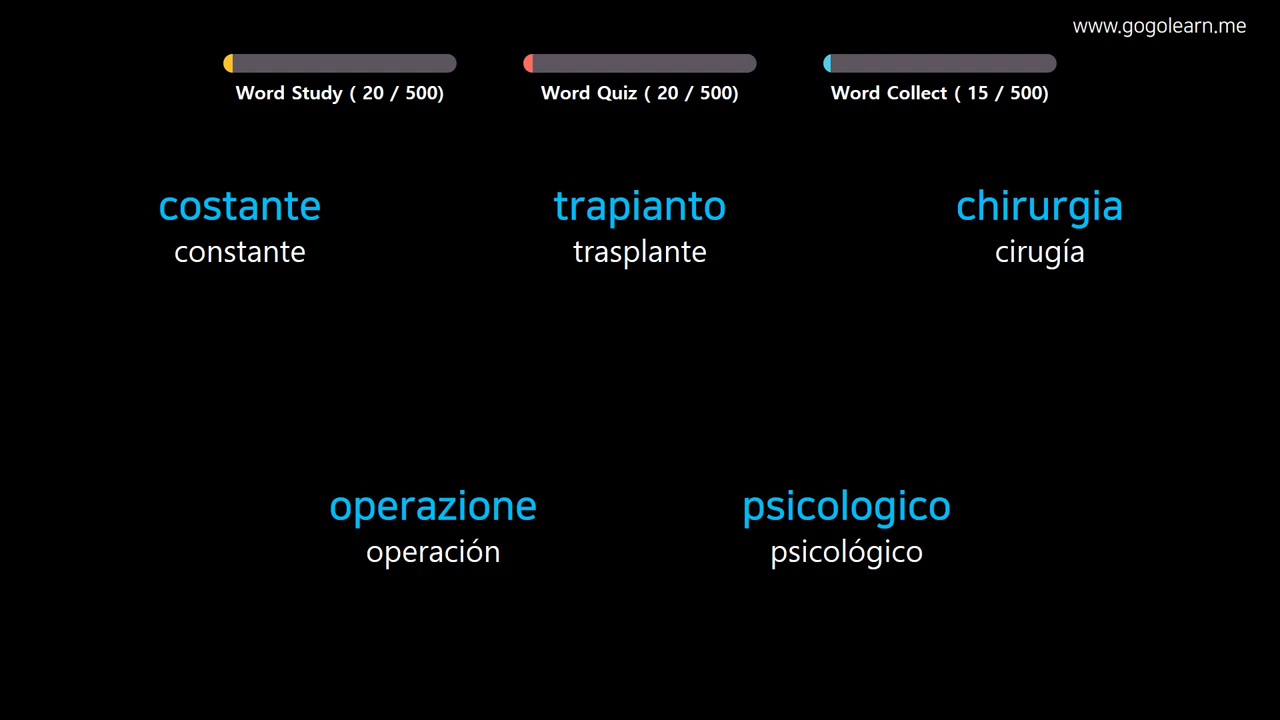 www.gogolearn.me
Word Study ( 20 / 500)
Word Quiz ( 20 / 500)
Word Collect ( 15 / 500)
costante
constante
trapianto
trasplante
chirurgia
cirugía
operazione
operación
psicologico
psicológico